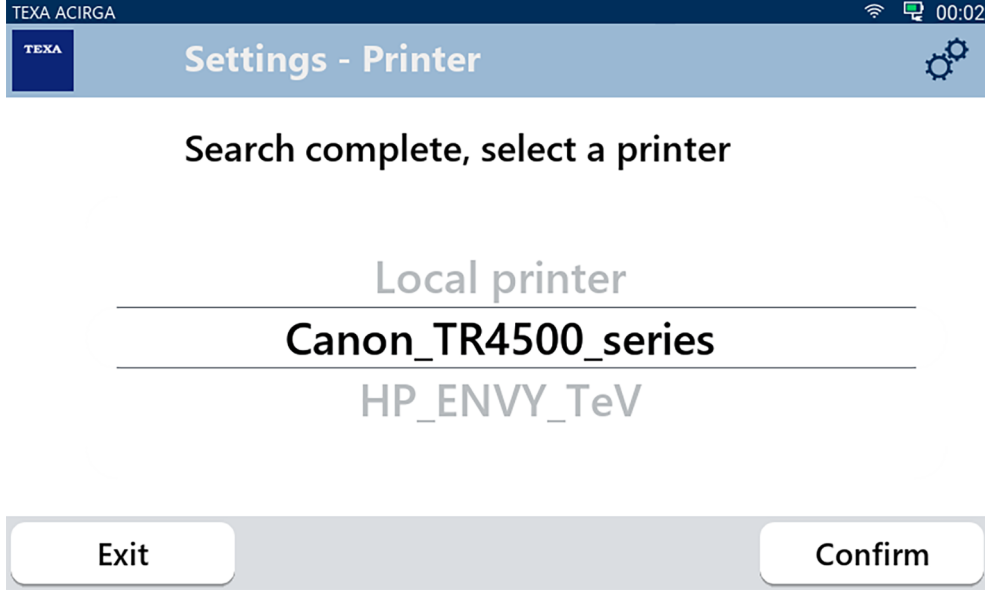 TEXA ACIRGA
00:02
TEXA
Settings - Printer
Search complete, select a printer
Local printer
Canon_TR4500_series
HP_ENVY_TeV
Exit
Confirm